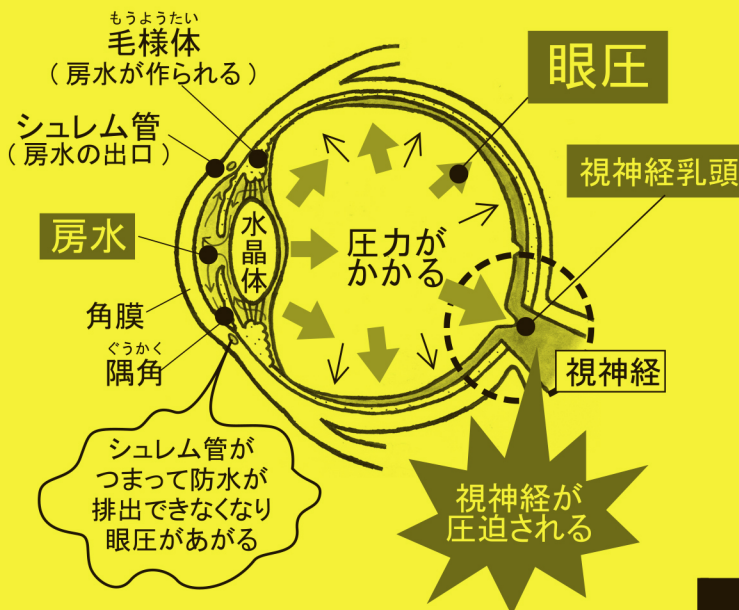 もうようたい
毛様体
(房水が作られる)
シュレム管
(房水の出口)
房水
角膜
ぐうかく
隅角
水晶体
圧力が
かかる
眼圧
視神経乳頭
視神経
シュレム管が
つまって防水が
排出できなくなり
眼圧があがる
視神経が
圧迫される